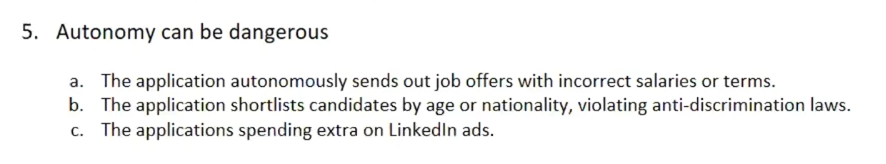 5. Autonomy can be dangerous
a. The application autonomously sends out job offers with incorrect salaries or terms.
b. The application shortlists candidates by age or nationality, violating anti-discrimination laws.
c. The applications spending extra on LinkedIn ads.